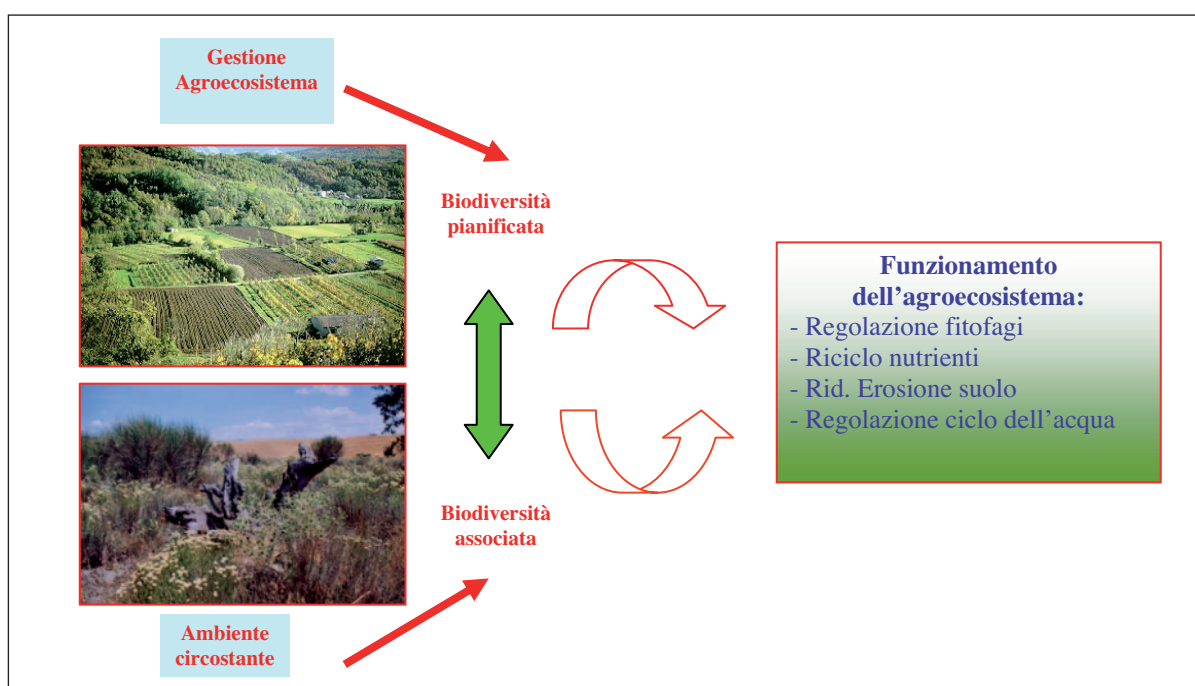 Gestione
Agroecosistema
Biodiversità
pianificata
Funzionamento
dell’agroecosistema:
- Regolazione fitofagi
- Riciclo nutrienti
- Rid. Erosione suolo
- Regolazione ciclo dell’acqua
Biodiversità
associata
Ambiente
circostante